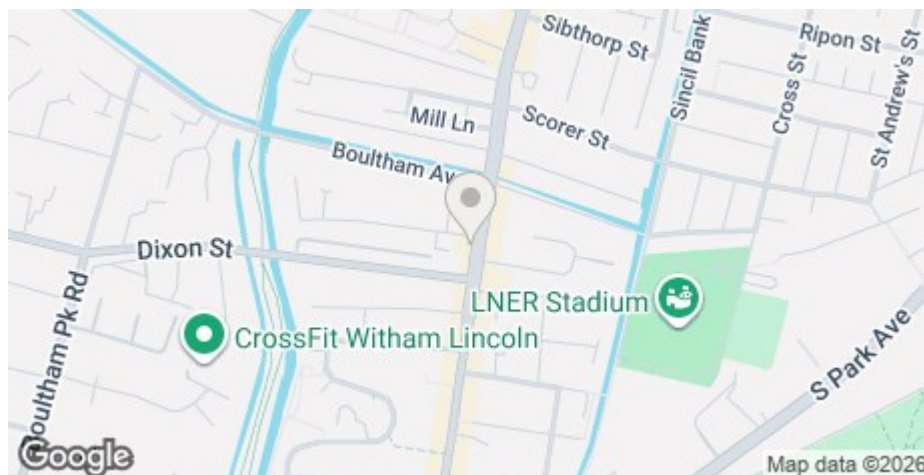 Sibthorp St
Ripon St
Sincil Bank
Cross St
St Andrew's St
Mill Ln
Scorer St
Boultham Av
Dixon St
LNER Stadium
CrossFit Witham Lincoln
Boultham Pk Rd
S Park Ave
Google
Map data ©2026